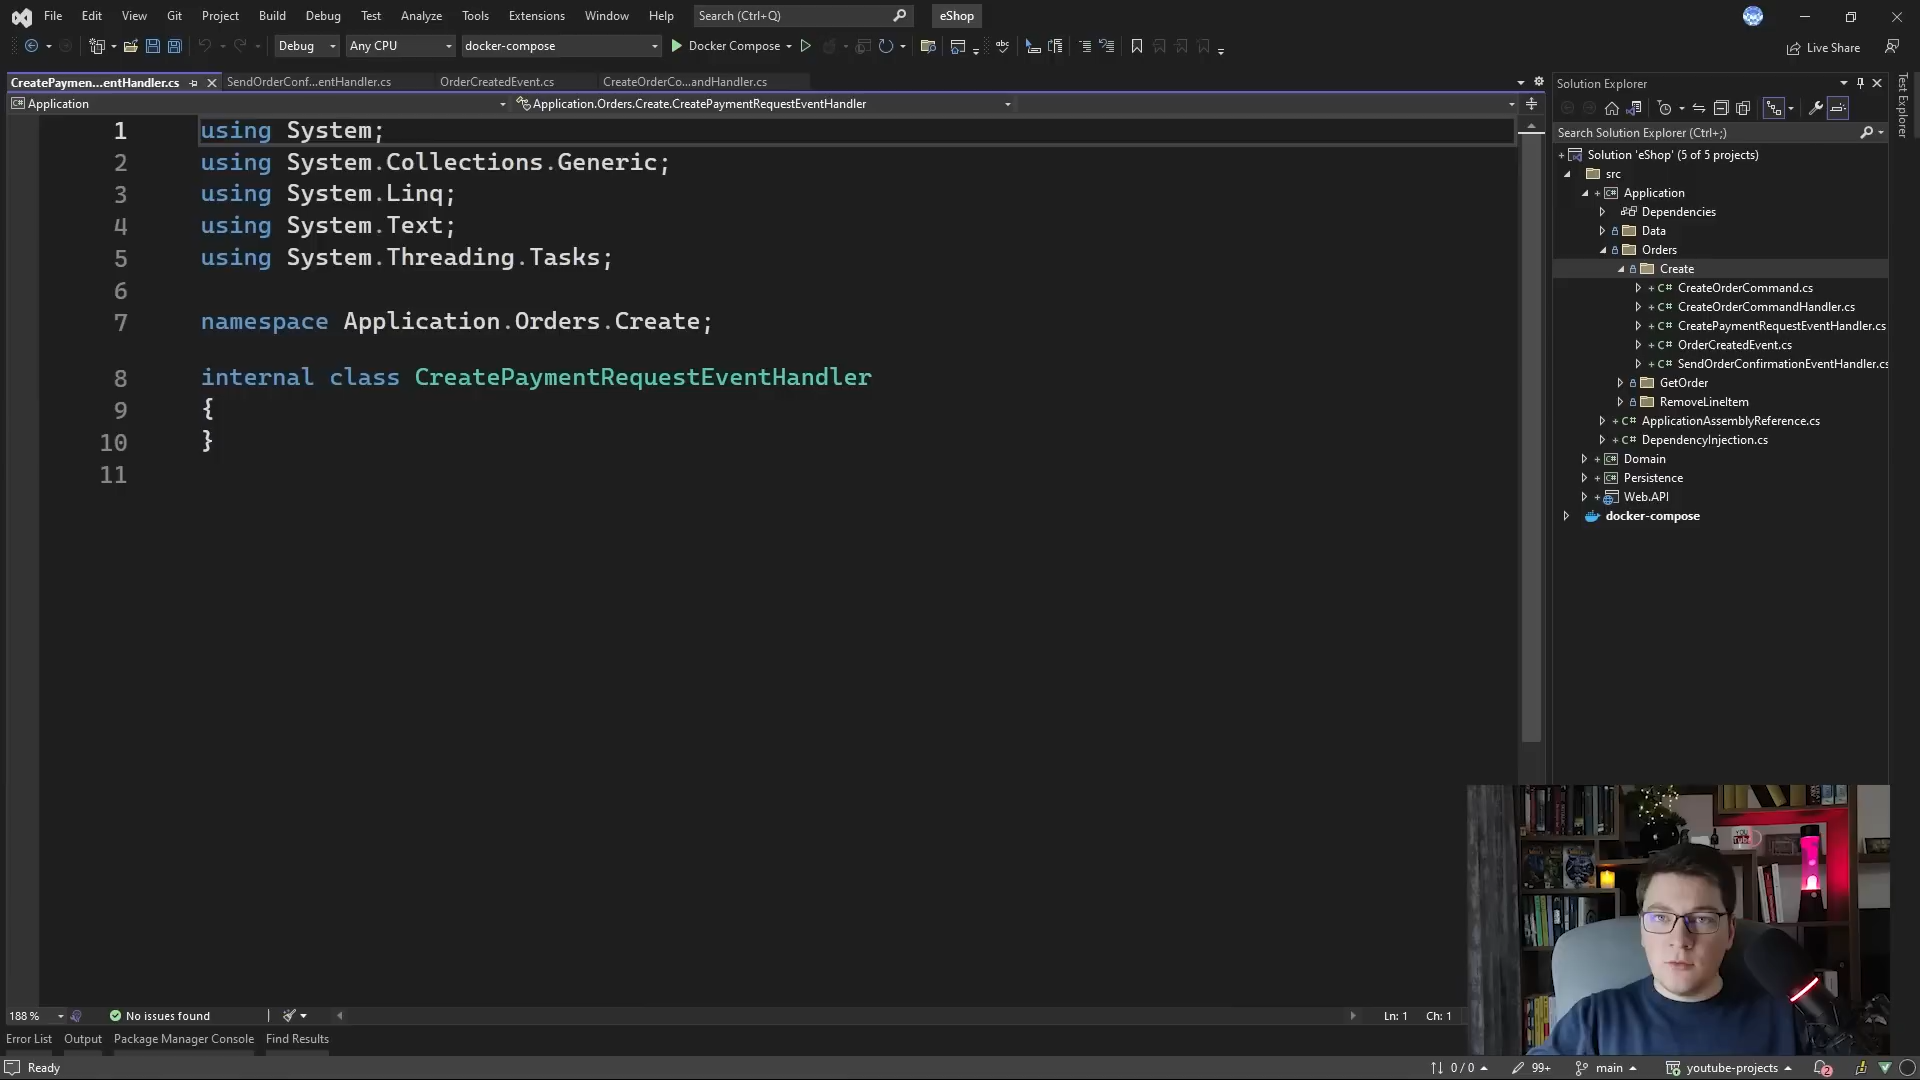 File Edit View Git Project Build Debug Test Analyze Tools Extensions Window Help Search (Ctrl+Q) eShop
Debug Any CPU docker-compose Docker Compose Live Share
CreatePaymen...entHandler.cs SendOrderConf...entHandler.cs OrderCreatedEvent.cs CreateOrderCo...andHandler.cs
Application Application.Orders.Create.CreatePaymentRequestEventHandler
1 using System;
2 using System.Collections.Generic;
3 using System.Linq;
4 using System.Text;
5 using System.Threading.Tasks;
6
7 namespace Application.Orders.Create;
8 internal class CreatePaymentRequestEventHandler
9 {
10 }
11
Solution Explorer
Search Solution Explorer (Ctrl+;)
Solution 'eShop' (5 of 5 projects)
src
Application
Dependencies
Data
Orders
Create
CreateOrderCommand.cs
CreateOrderCommandHandler.cs
CreatePaymentRequestEventHandler.cs
OrderCreatedEvent.cs
SendOrderConfirmationEventHandler.cs
GetOrder
RemoveLineItem
ApplicationAssemblyReference.cs
DependencyInjection.cs
Domain
Persistence
Web.API
docker-compose
Test Explorer
188 % No issues found Ln: 1 Ch: 1
Error List Output Package Manager Console Find Results
Ready 0 / 0 99+ main youtube-projects 2